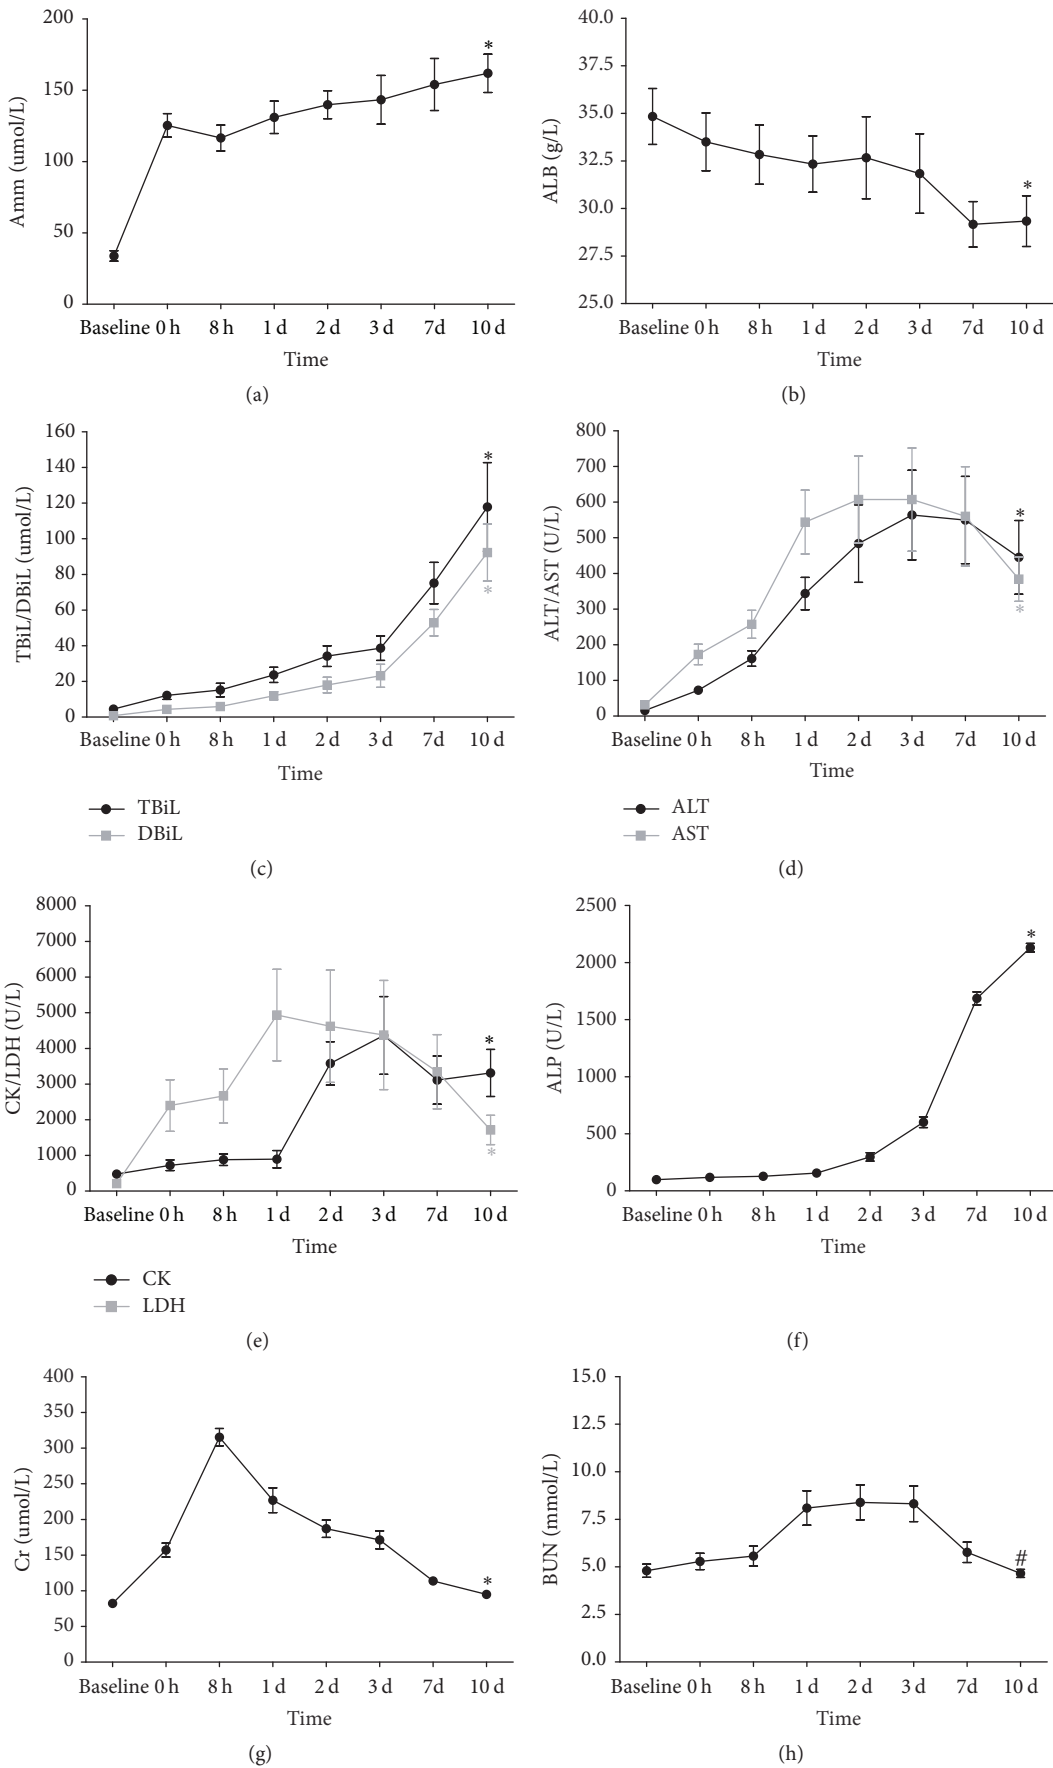 200
150
100
50
0
Amm (umol/L)
*
Baseline 0 h 8 h 1 d 2 d 3 d 7d 10 d
Time
(a)
40.0
37.5
35.0
32.5
30.0
27.5
25.0
ALB (g/L)
*
Baseline 0 h 8 h 1 d 2 d 3 d 7d 10 d
Time
(b)
160
140
120
100
80
60
40
20
0
TBiL/DBiL (umol/L)
*
*
Baseline 0 h 8 h 1 d 2 d 3 d 7d 10 d
Time
TBiL
DBiL
(c)
800
700
600
500
400
300
200
100
0
ALT/AST (U/L)
*
*
Baseline 0 h 8 h 1 d 2 d 3 d 7d 10 d
Time
ALT
AST
(d)
8000
7000
6000
5000
4000
3000
2000
1000
0
CK/LDH (U/L)
*
*
Baseline 0 h 8 h 1 d 2 d 3 d 7d 10 d
Time
CK
LDH
(e)
2500
2000
1500
1000
500
0
ALP (U/L)
*
Baseline 0 h 8 h 1 d 2 d 3 d 7d 10 d
Time
(f)
400
350
300
250
200
150
100
50
0
Cr (umol/L)
*
Baseline 0 h 8 h 1 d 2 d 3 d 7d 10 d
Time
(g)
15.0
12.5
10.0
7.5
5.0
2.5
0.0
BUN (mmol/L)
#
Baseline 0 h 8 h 1 d 2 d 3 d 7d 10 d
Time
(h)